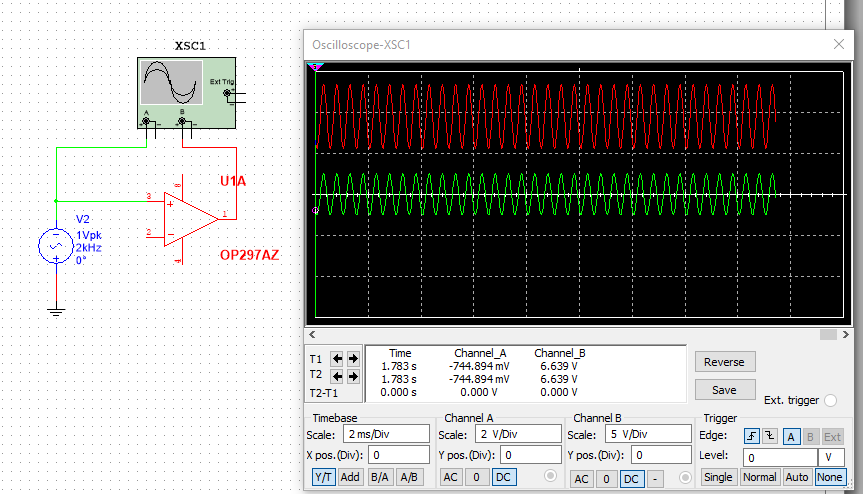 XSC1
Ext Trig
A
B
U1A
3
8
1
2
4
V2
1Vpk
2kHz
0°
OP297AZ
Oscilloscope-XSC1
Time Channel_A Channel_B
T1 1.783 s -744.894 mV 6.639 V
T2 1.783 s -744.894 mV 6.639 V
T2-T1 0.000 s 0.000 V 0.000 V
Reverse
Save
Ext. trigger
Timebase Channel A Channel B Trigger
Scale: 2 ms/Div Scale: 2 V/Div Scale: 5 V/Div Edge: A B Ext
X pos.(Div): 0 Y pos.(Div): 0 Y pos.(Div): 0 Level: 0 V
Y/T Add B/A A/B AC 0 DC AC 0 DC - Single Normal Auto None